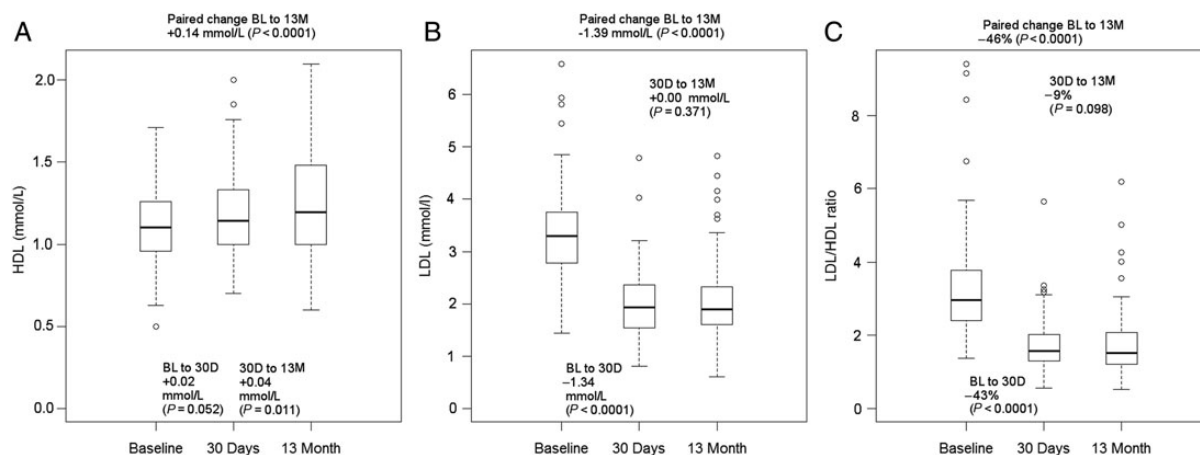 A
Paired change BL to 13M
+0.14 mmol/L (P < 0.0001)
HDL (mmol/L)
2.0
1.5
1.0
0.5
0.0
BL to 30D
+0.02
mmol/L
(P = 0.052)
30D to 13M
+0.04
mmol/L
(P = 0.011)
Baseline
30 Days
13 Month
B
Paired change BL to 13M
-1.39 mmol/L (P < 0.0001)
LDL (mmol/l)
6
5
4
3
2
1
0
30D to 13M
+0.00 mmol/L
(P = 0.371)
BL to 30D
−1.34
mmol/L
(P < 0.0001)
Baseline
30 Days
13 Month
C
Paired change BL to 13M
−46% (P < 0.0001)
LDL/HDL ratio
8
6
4
2
0
30D to 13M
−9%
(P = 0.098)
BL to 30D
−43%
(P < 0.0001)
Baseline
30 Days
13 Month